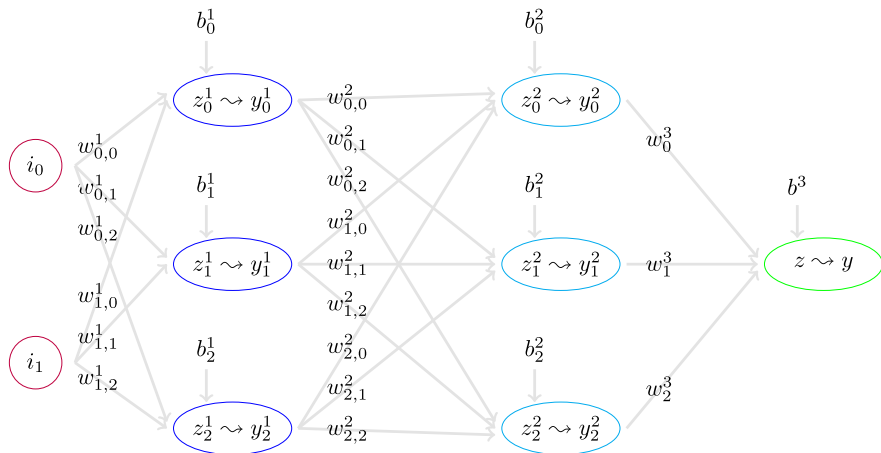 b_0^1
b_0^2
z_0^1 ⇝ y_0^1
w_{0,0}^2
z_0^2 ⇝ y_0^2
w_{0,0}^1
w_{0,1}^2
w_0^3
i_0
w_{0,1}^1
b_1^1
w_{0,2}^2
b_1^2
b^3
w_{0,2}^1
w_{1,0}^2
z_1^1 ⇝ y_1^1
w_{1,1}^2
z_1^2 ⇝ y_1^2
w_1^3
z ⇝ y
w_{1,0}^1
w_{1,2}^2
w_{1,1}^1
b_2^1
w_{2,0}^2
b_2^2
i_1
w_{1,2}^1
w_{2,1}^2
w_2^3
z_2^1 ⇝ y_2^1
w_{2,2}^2
z_2^2 ⇝ y_2^2